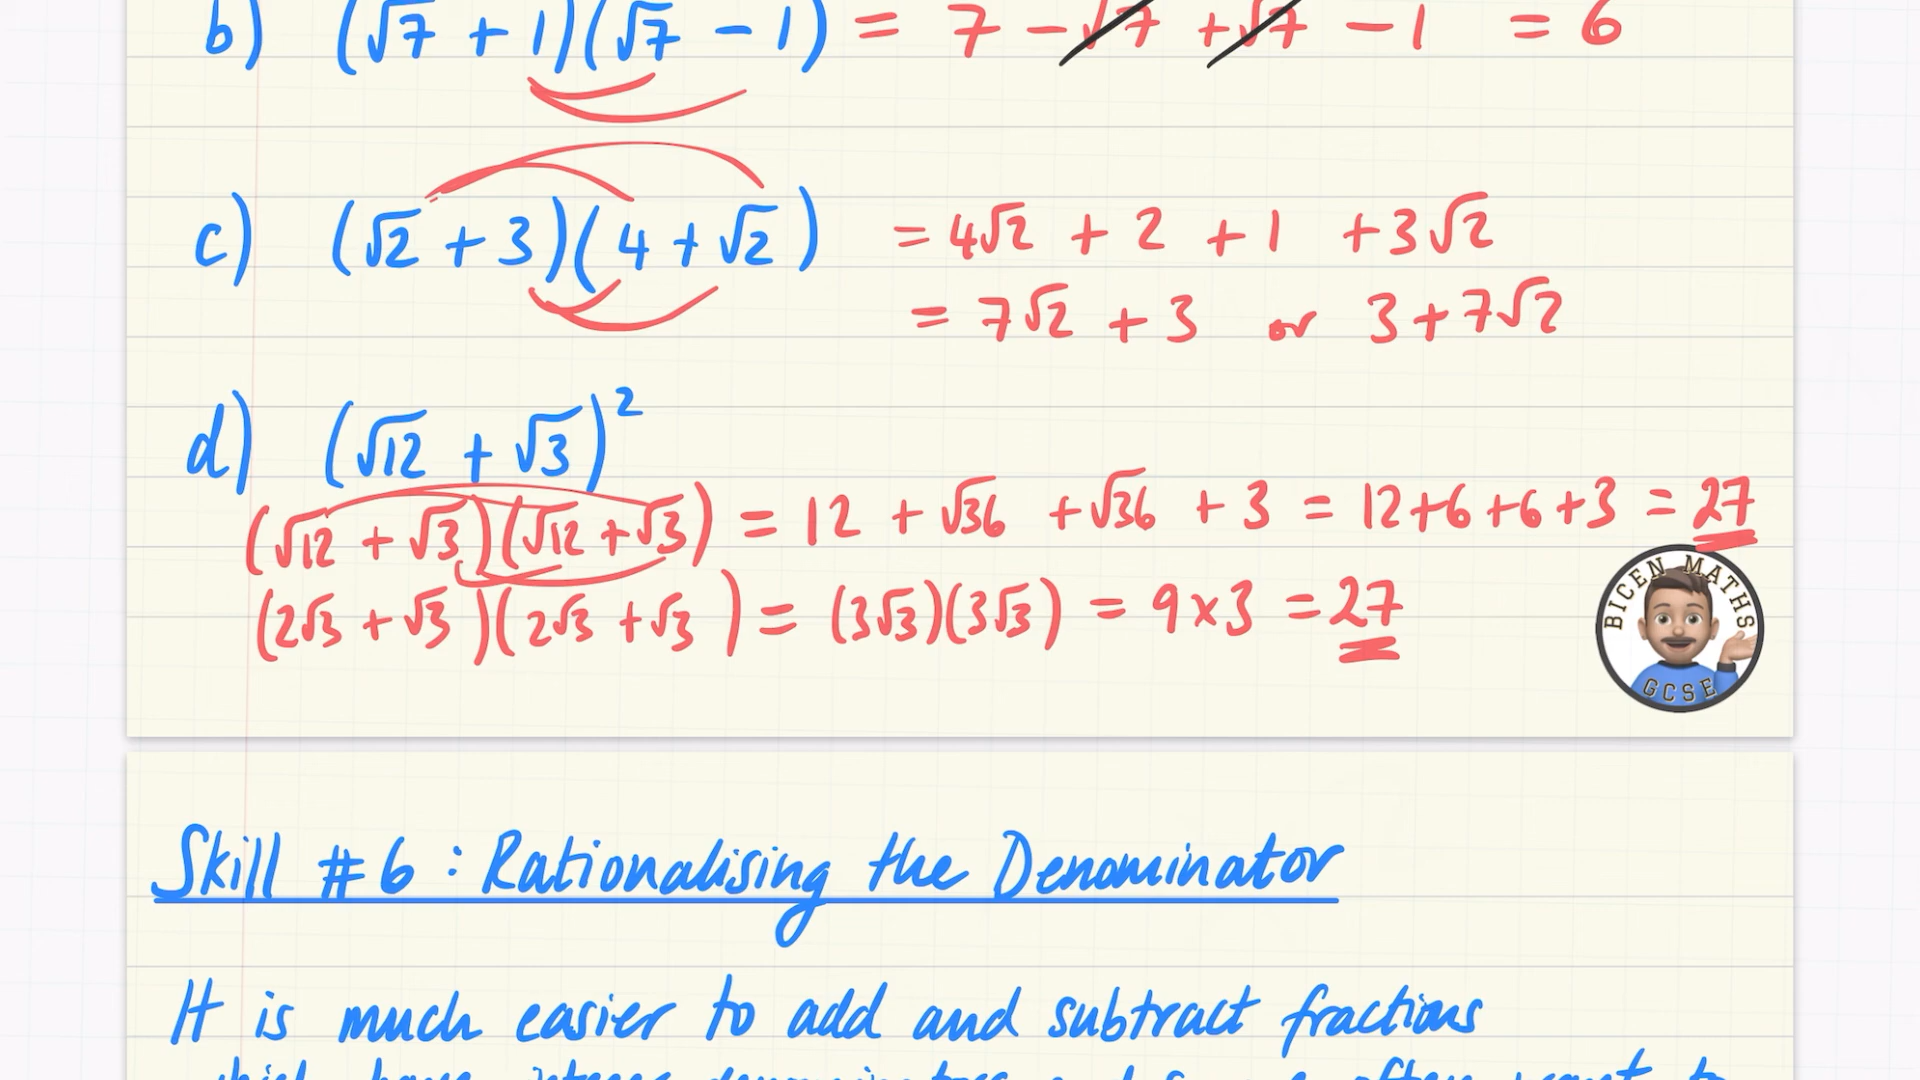 b) (√7 + 1)(√7 - 1) = 7 - √7 + √7 - 1 = 6
c) (√2 + 3)(4 + √2) = 4√2 + 2 + 1 + 3√2
= 7√2 + 3 or 3 + 7√2
d) (√12 + √3)²
(√12 + √3)(√12 + √3) = 12 + √36 + √36 + 3 = 12+6+6+3 = 27
(2√3 + √3)(2√3 + √3) = (3√3)(3√3) = 9 x 3 = 27
BICEN MATHS
GCSE
Skill #6 : Rationalising the Denominator
It is much easier to add and subtract fractions